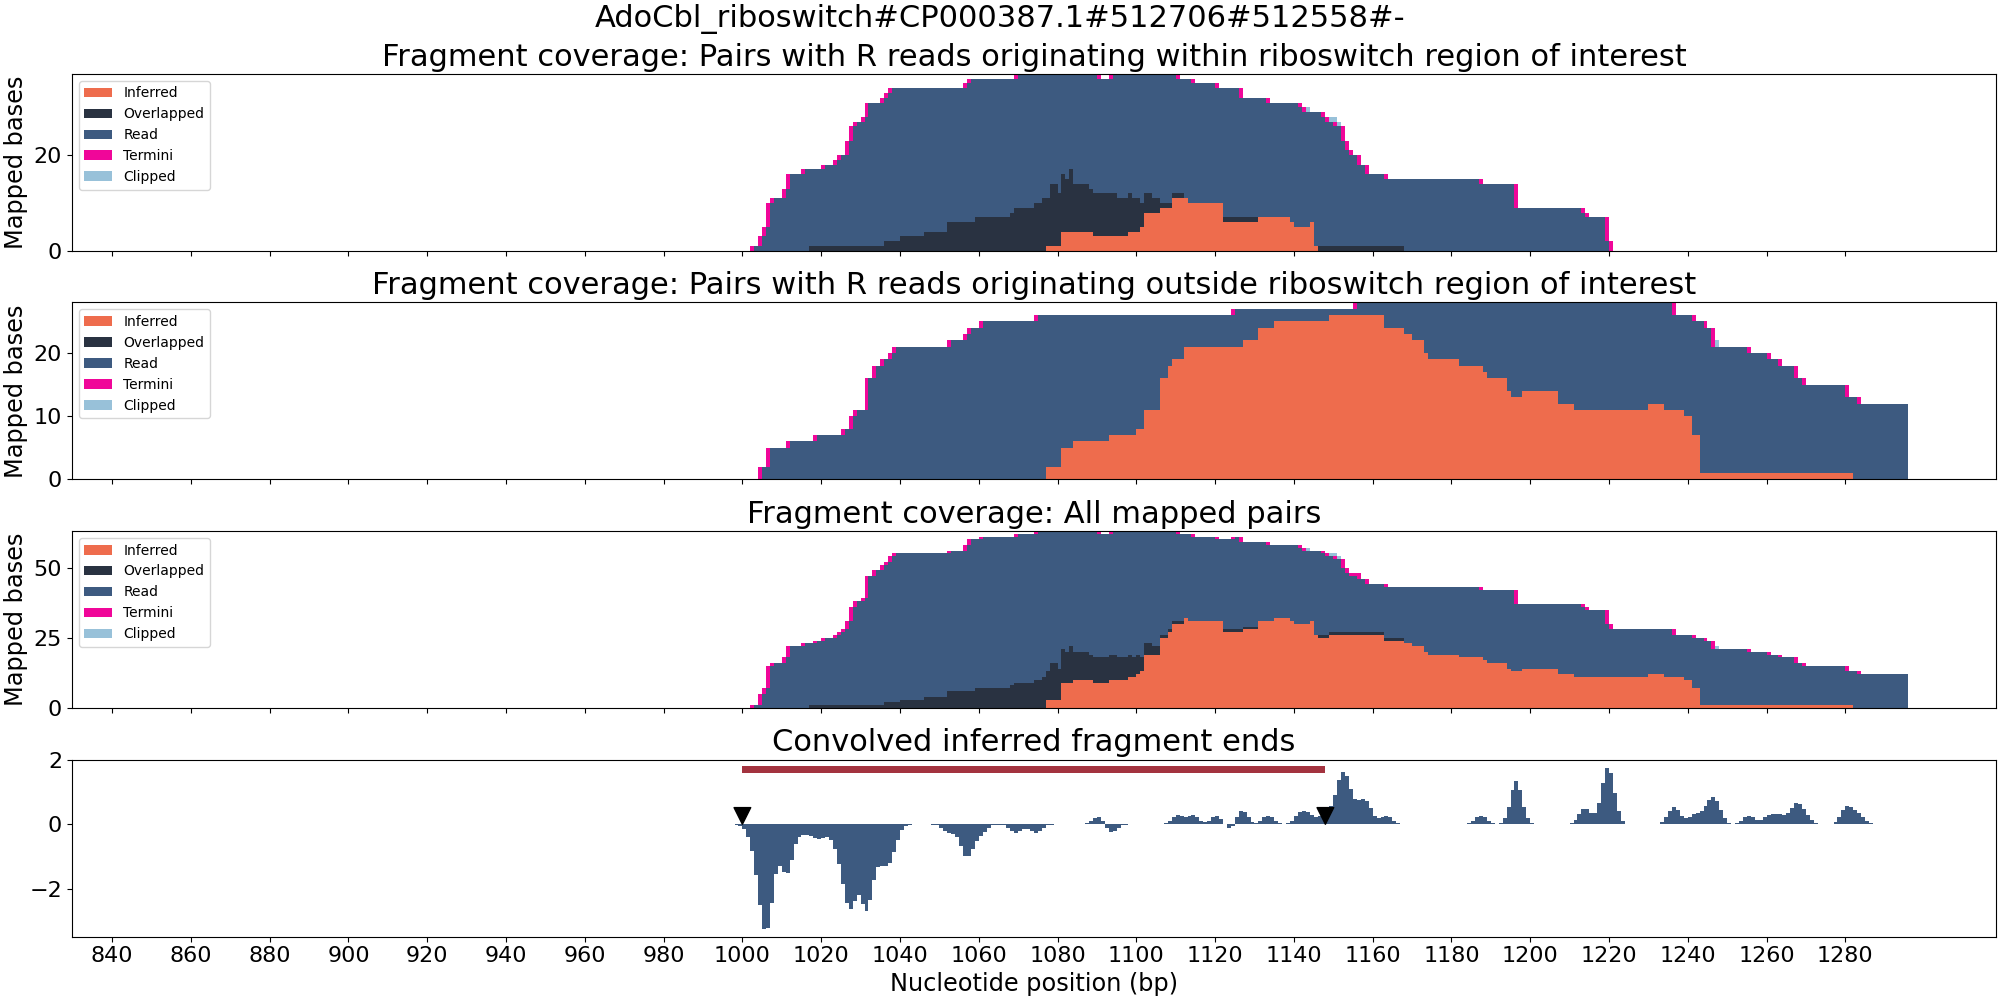 AdoCbl_riboswitch#CP000387.1#512706#512558#-
Fragment coverage: Pairs with R reads originating within riboswitch region of interest
Mapped bases
20
0
Inferred
Overlapped
Read
Termini
Clipped
Fragment coverage: Pairs with R reads originating outside riboswitch region of interest
Mapped bases
20
10
0
Inferred
Overlapped
Read
Termini
Clipped
Fragment coverage: All mapped pairs
Mapped bases
50
25
0
Inferred
Overlapped
Read
Termini
Clipped
Convolved inferred fragment ends
2
0
−2
840 860 880 900 920 940 960 980 1000 1020 1040 1060 1080 1100 1120 1140 1160 1180 1200 1220 1240 1260 1280
Nucleotide position (bp)